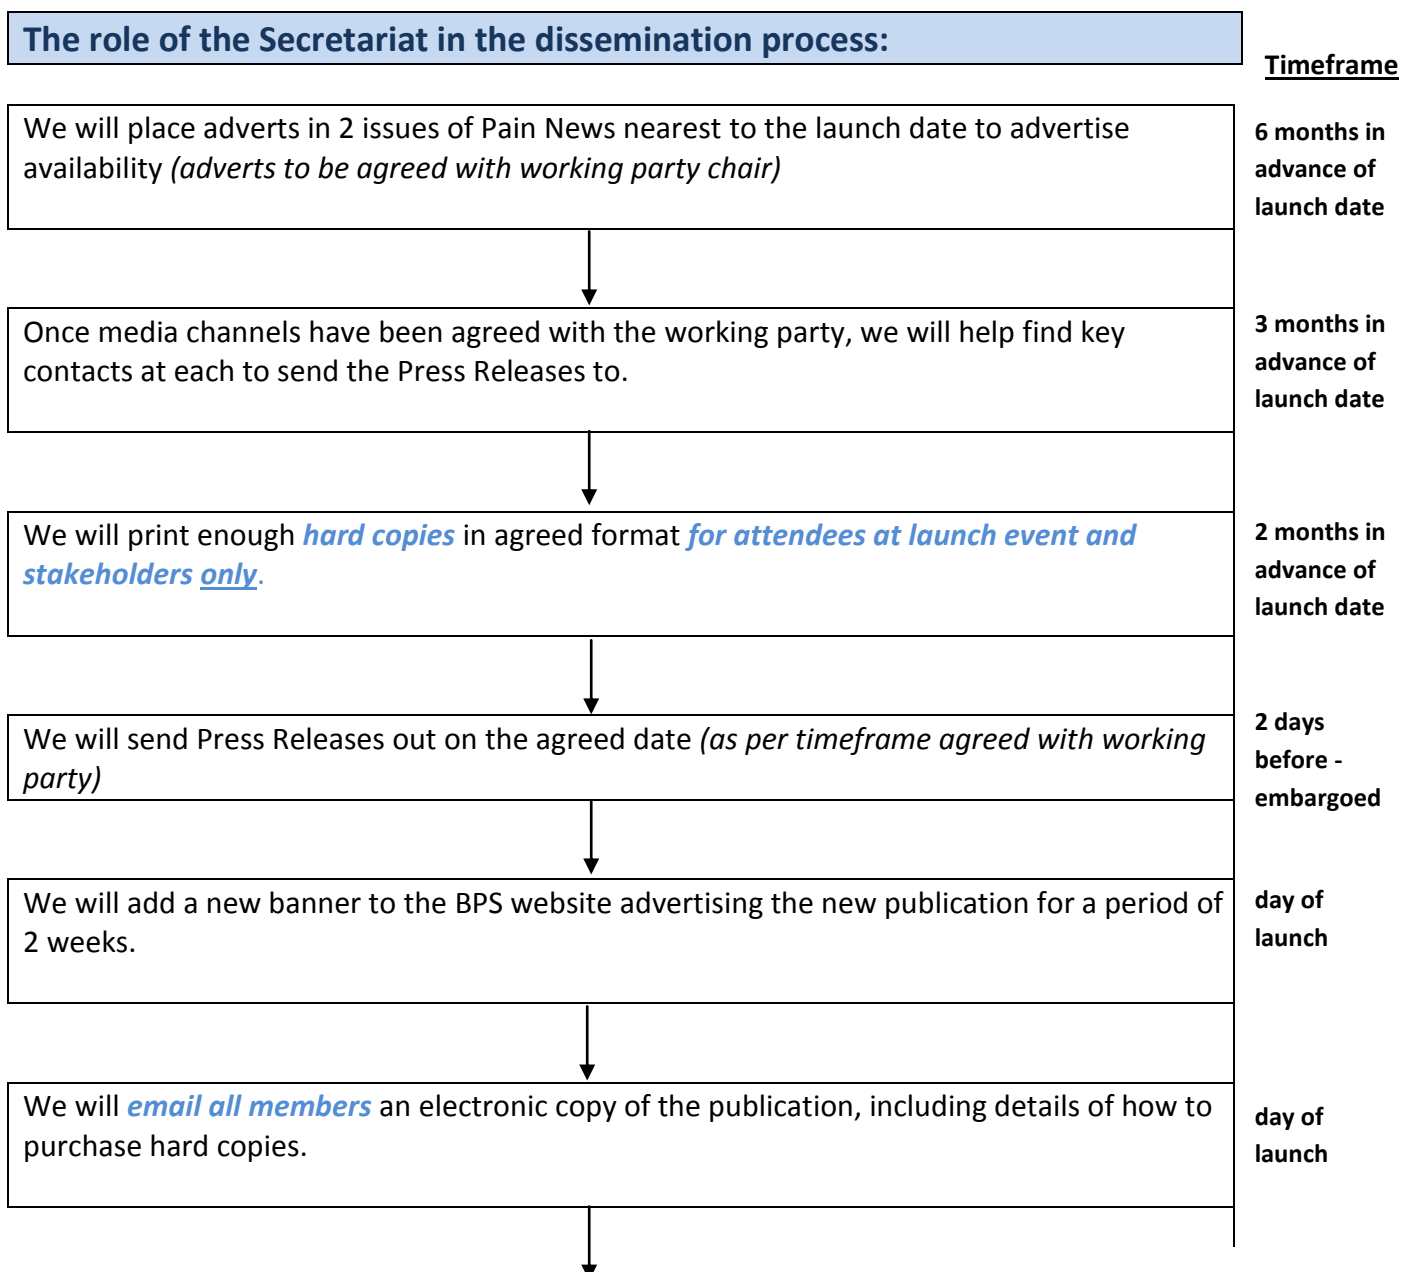 The role of the Secretariat in the dissemination process:
Timeframe
We will place adverts in 2 issues of Pain News nearest to the launch date to advertise
availability (adverts to be agreed with working party chair)
6 months in
advance of
launch date
Once media channels have been agreed with the working party, we will help find key
contacts at each to send the Press Releases to.
3 months in
advance of
launch date
We will print enough hard copies in agreed format for attendees at launch event and
stakeholders only.
2 months in
advance of
launch date
We will send Press Releases out on the agreed date (as per timeframe agreed with working
party)
2 days
before -
embargoed
We will add a new banner to the BPS website advertising the new publication for a period of
2 weeks.
day of
launch
We will email all members an electronic copy of the publication, including details of how to
purchase hard copies.
day of
launch